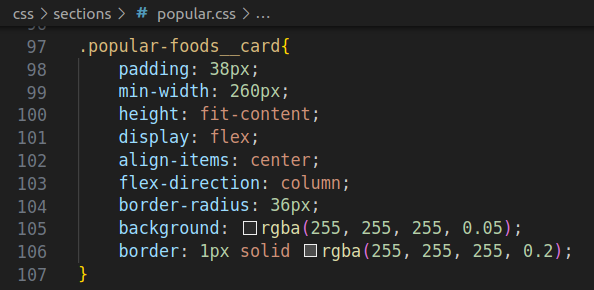 css > sections > # popular.css > ...
97 .popular-foods__card{
98 padding: 38px;
99 min-width: 260px;
100 height: fit-content;
101 display: flex;
102 align-items: center;
103 flex-direction: column;
104 border-radius: 36px;
105 background: rgba(255, 255, 255, 0.05);
106 border: 1px solid rgba(255, 255, 255, 0.2);
107 }